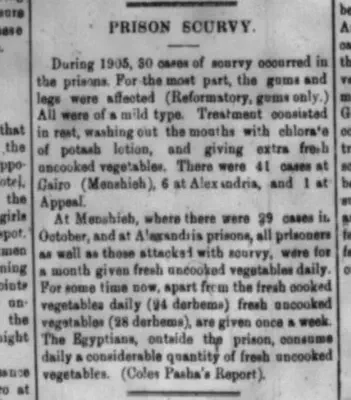 PRISON SCURVY.
During 1905, 50 cases of scurvy occurred in
the prisons. For the most part, the gums and
legs were affected (Reformatory, gums only.)
All were of a mild type. Treatment consisted
in rest, washing out the mouths with chlorate
of potash lotion, and giving extra fresh
uncooked vegetables. There were 41 cases at
Cairo (Menshieh), 6 at Alexandria, and 1 at
Appeal.
At Menshieh, where there were 29 cases in
October, and at Alexandria prisons, all prisoners
as well as those attacked with scurvy, were for
a month given fresh uncooked vegetables daily.
For some time now, apart from the fresh cooked
vegetables daily (24 derhems) fresh uncooked
vegetables (28 derhems), are given once a week.
The Egyptians, outside the prison, consume
daily a considerable quantity of fresh uncooked
vegetables. (Coles Pasha's Report).
that
the
the
girls
the